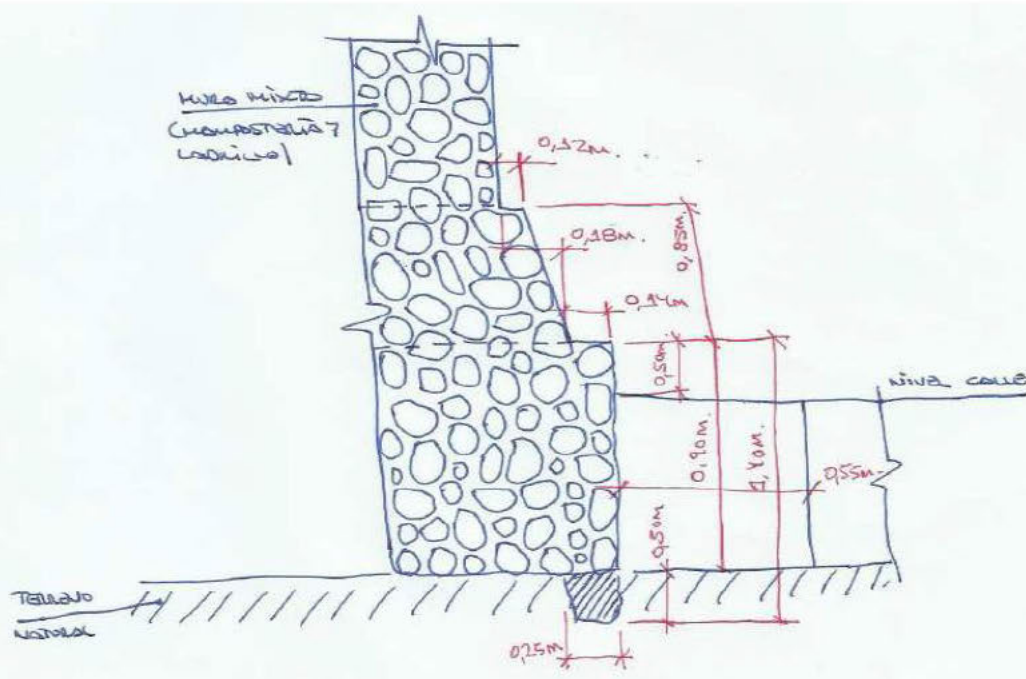 MURO MIXTO
(MAMPOSTERÍA Y
LADRILLO)
0,12M.
0,18M.
0,85M.
0,14M
0,50M.
NIVEL CALLE
0,90M.
1,40M.
0,55M.
0,50M
TERRENO
NATURAL
0,25M